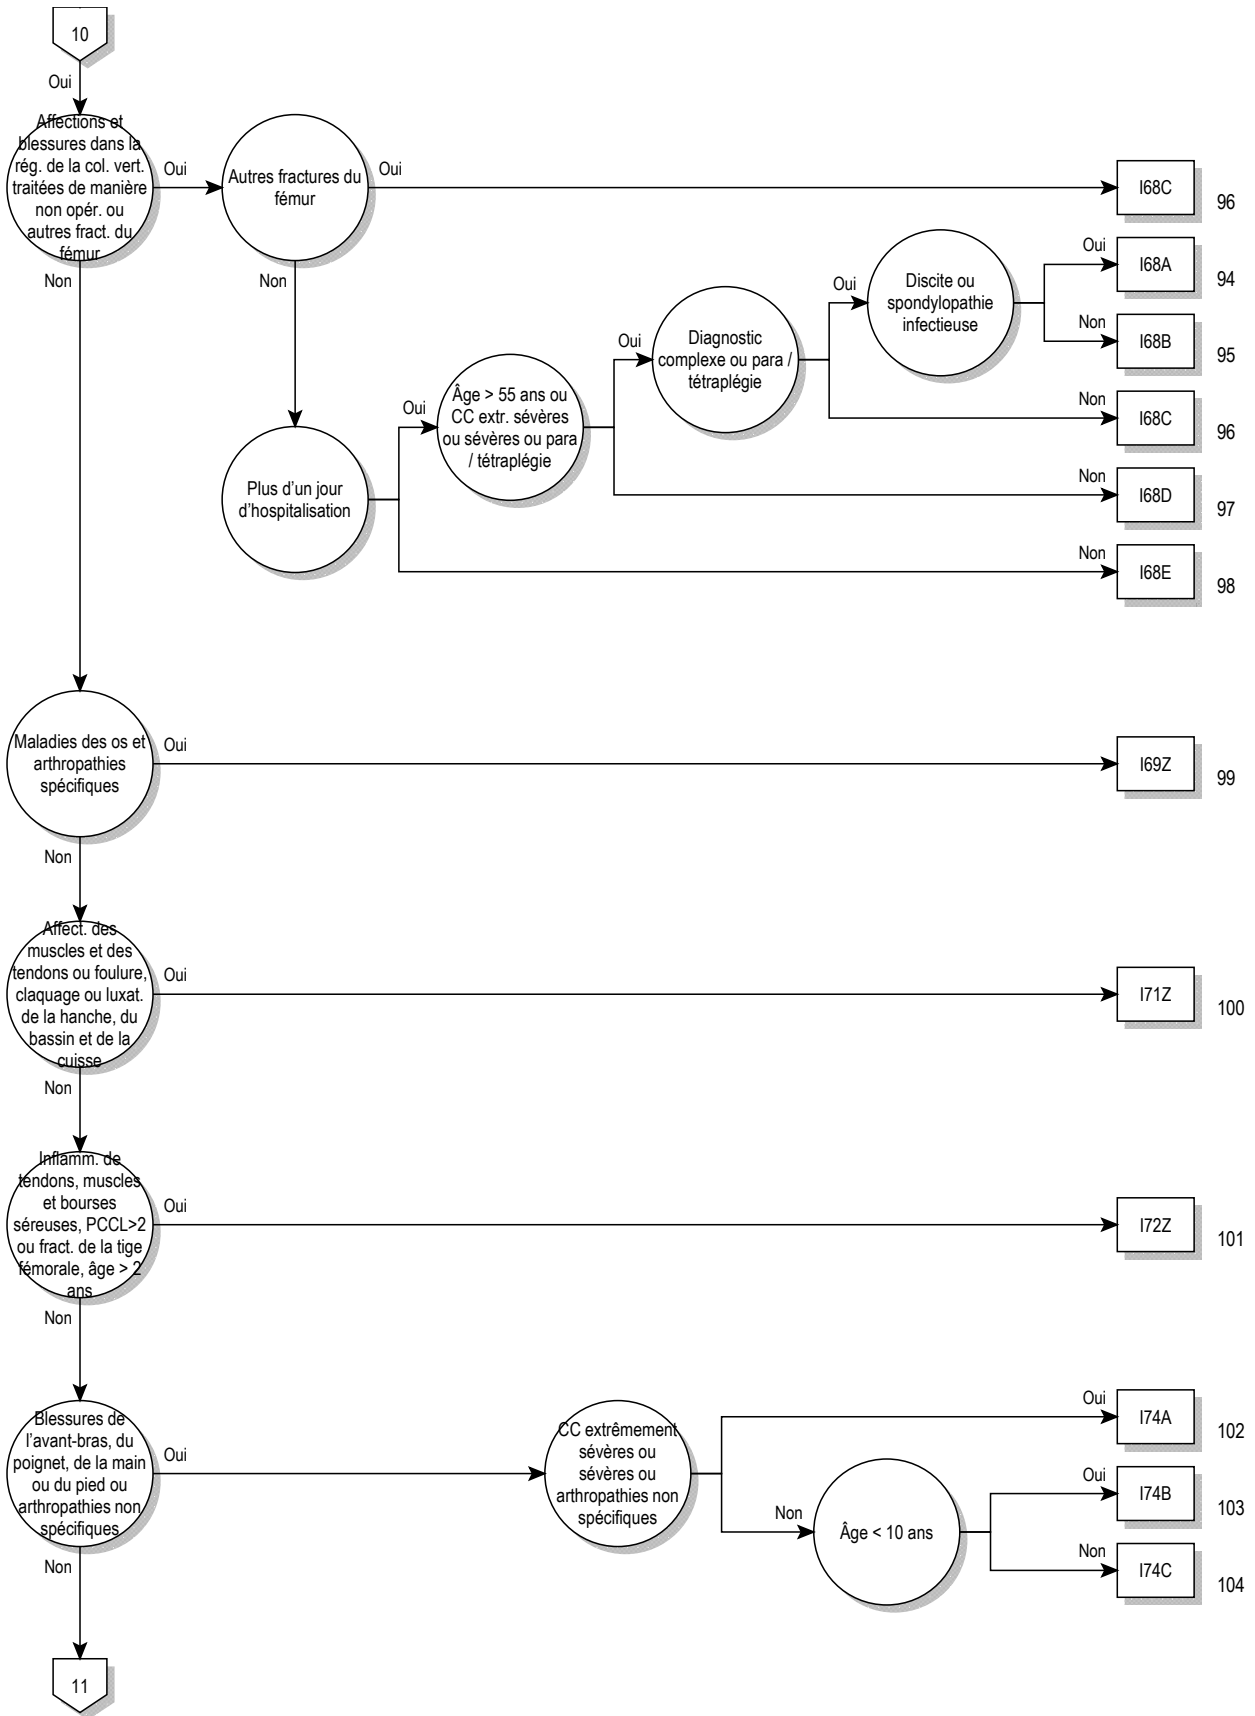 10
Oui
Affections et
blessures dans la
rég. de la col. vert.
traitées de manière
non opér. ou
autres fract. du
fémur
Oui
Non
Autres fractures du
fémur
Oui
Non
I68C
96
Plus d'un jour
d'hospitalisation
Oui
Âge > 55 ans ou
CC extr. sévères
ou sévères ou para
/ tétraplégie
Oui
Diagnostic
complexe ou para /
tétraplégie
Oui
Discite ou
spondylopathie
infectieuse
Oui
I68A
94
Non
I68B
95
Non
I68C
96
Non
I68D
97
Non
I68E
98
Maladies des os et
arthropathies
spécifiques
Oui
I69Z
99
Non
Affect. des
muscles et des
tendons ou foulure,
claquage ou luxat.
de la hanche, du
bassin et de la
cuisse
Oui
I71Z
100
Non
Inflamm. de
tendons, muscles
et bourses
séreuses, PCCL>2
ou fract. de la tige
fémorale, âge > 2
ans
Oui
I72Z
101
Non
Blessures de
l'avant-bras, du
poignet, de la main
ou du pied ou
arthropathies non
spécifiques
Oui
CC extrêmement
sévères ou
sévères ou
arthropathies non
spécifiques
Oui
I74A
102
Non
Âge < 10 ans
Oui
I74B
103
Non
I74C
104
Non
11